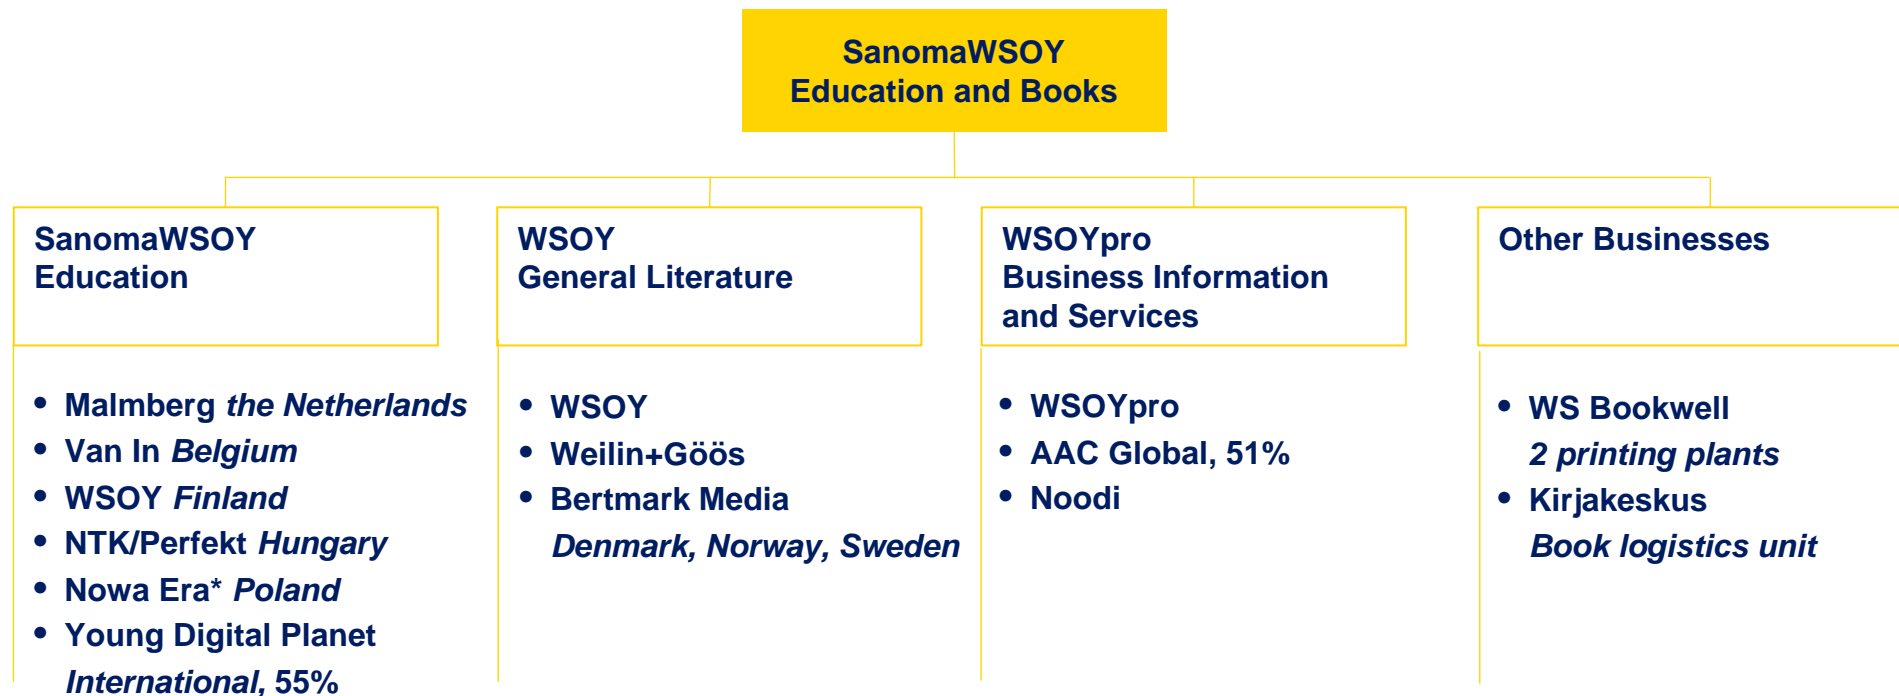 SanomaWSOY
Education and Books
SanomaWSOY
Education
WSOY
General Literature
WSOYpro
Business Information
and Services
Other Businesses
• Malmberg the Netherlands
• Van In Belgium
• WSOY Finland
• NTK/Perfekt Hungary
• Nowa Era* Poland
• Young Digital Planet
International, 55%
• WSOY
• Weilin+Göös
• Bertmark Media
Denmark, Norway, Sweden
• WSOYpro
• AAC Global, 51%
• Noodi
• WS Bookwell
2 printing plants
• Kirjakeskus
Book logistics unit